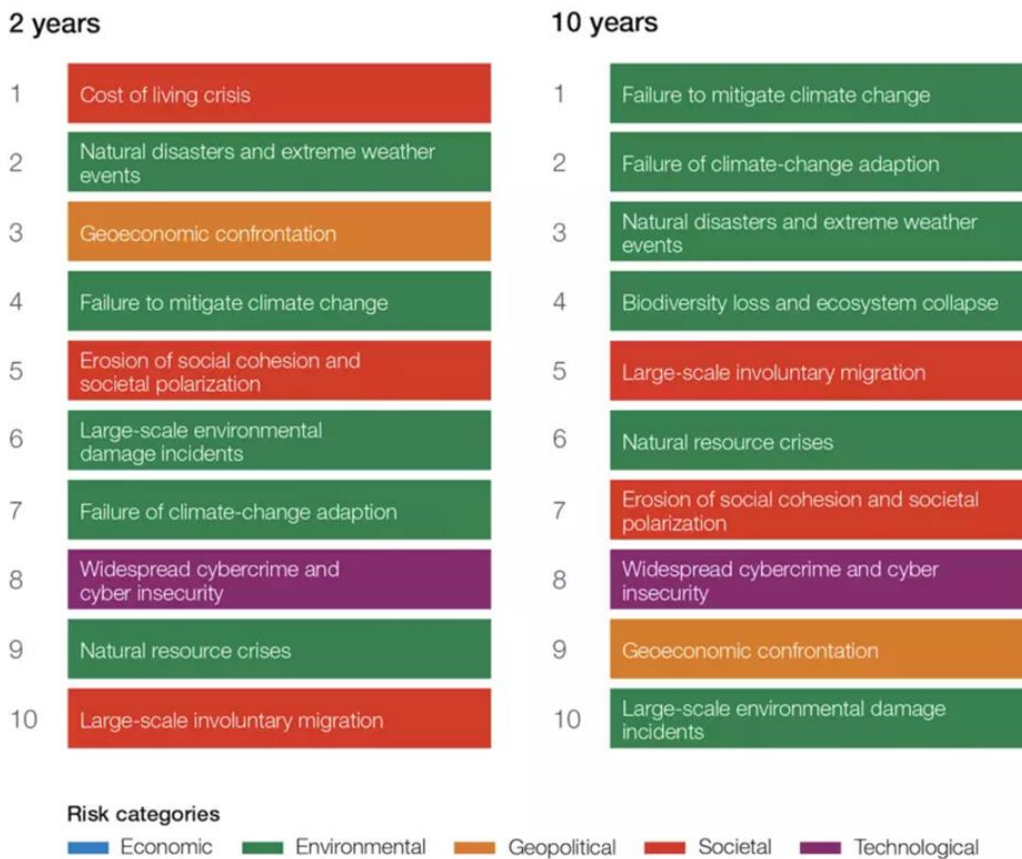 2 years
1
Cost of living crisis
2
Natural disasters and extreme weather
events
3
Geoeconomic confrontation
4
Failure to mitigate climate change
5
Erosion of social cohesion and
societal polarization
6
Large-scale environmental
damage incidents
7
Failure of climate-change adaption
8
Widespread cybercrime and
cyber insecurity
9
Natural resource crises
10
Large-scale involuntary migration
10 years
1
Failure to mitigate climate change
2
Failure of climate-change adaption
3
Natural disasters and extreme weather
events
4
Biodiversity loss and ecosystem collapse
5
Large-scale involuntary migration
6
Natural resource crises
7
Erosion of social cohesion and societal
polarization
8
Widespread cybercrime and cyber
insecurity
9
Geoeconomic confrontation
10
Large-scale environmental damage
incidents
Risk categories
Economic Environmental Geopolitical Societal Technological